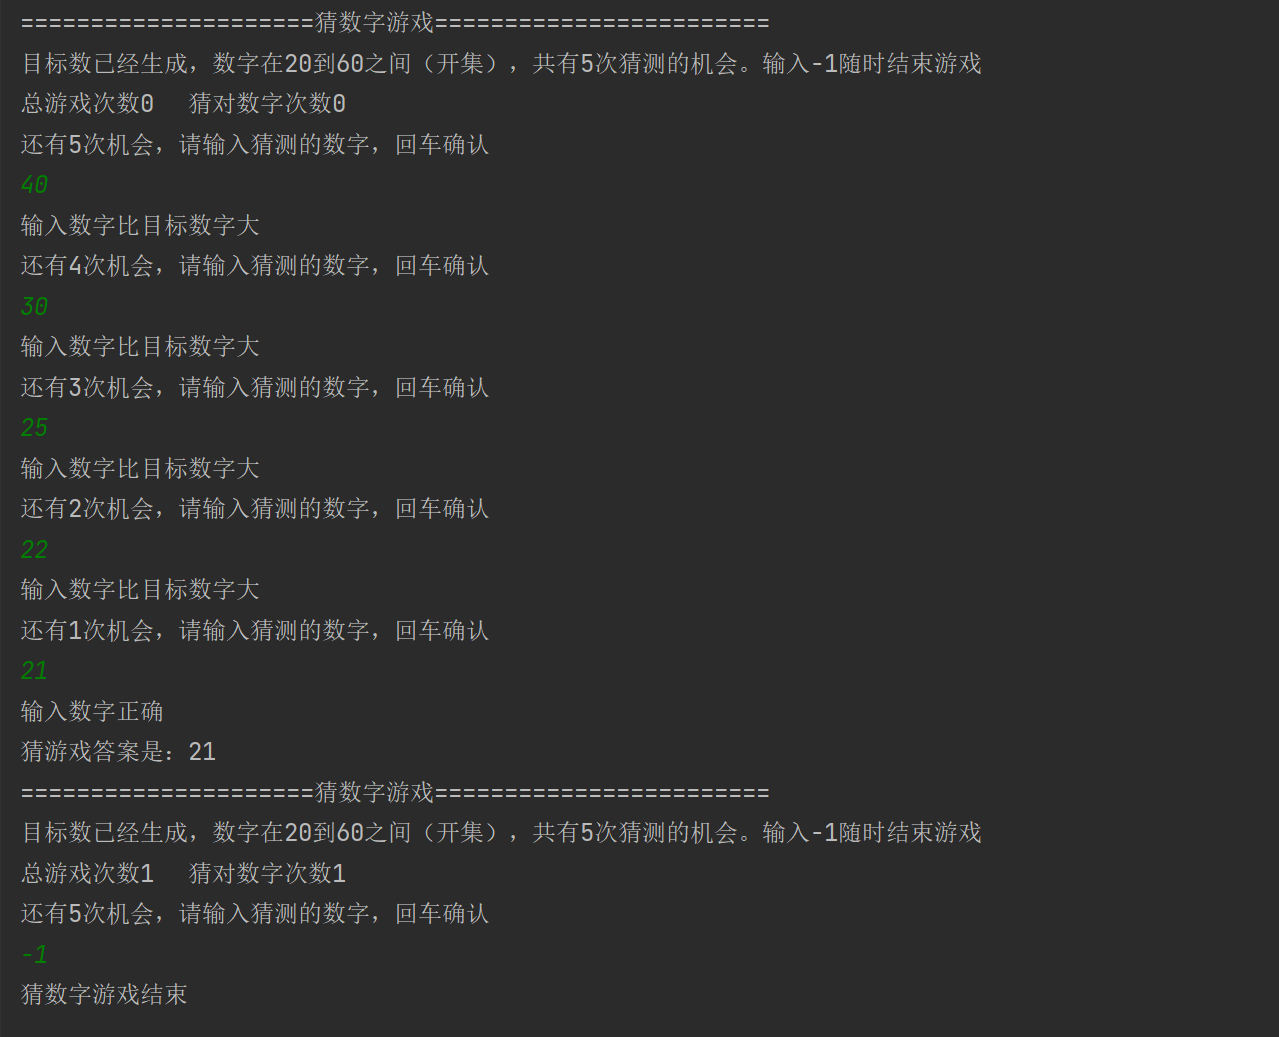 =====================猜数字游戏========================
目标数已经生成，数字在20到60之间（开集），共有5次猜测的机会。输入-1随时结束游戏
总游戏次数0  猜对数字次数0
还有5次机会，请输入猜测的数字，回车确认
40
输入数字比目标数字大
还有4次机会，请输入猜测的数字，回车确认
30
输入数字比目标数字大
还有3次机会，请输入猜测的数字，回车确认
25
输入数字比目标数字大
还有2次机会，请输入猜测的数字，回车确认
22
输入数字比目标数字大
还有1次机会，请输入猜测的数字，回车确认
21
输入数字正确
猜游戏答案是：21
=====================猜数字游戏========================
目标数已经生成，数字在20到60之间（开集），共有5次猜测的机会。输入-1随时结束游戏
总游戏次数1  猜对数字次数1
还有5次机会，请输入猜测的数字，回车确认
-1
猜数字游戏结束